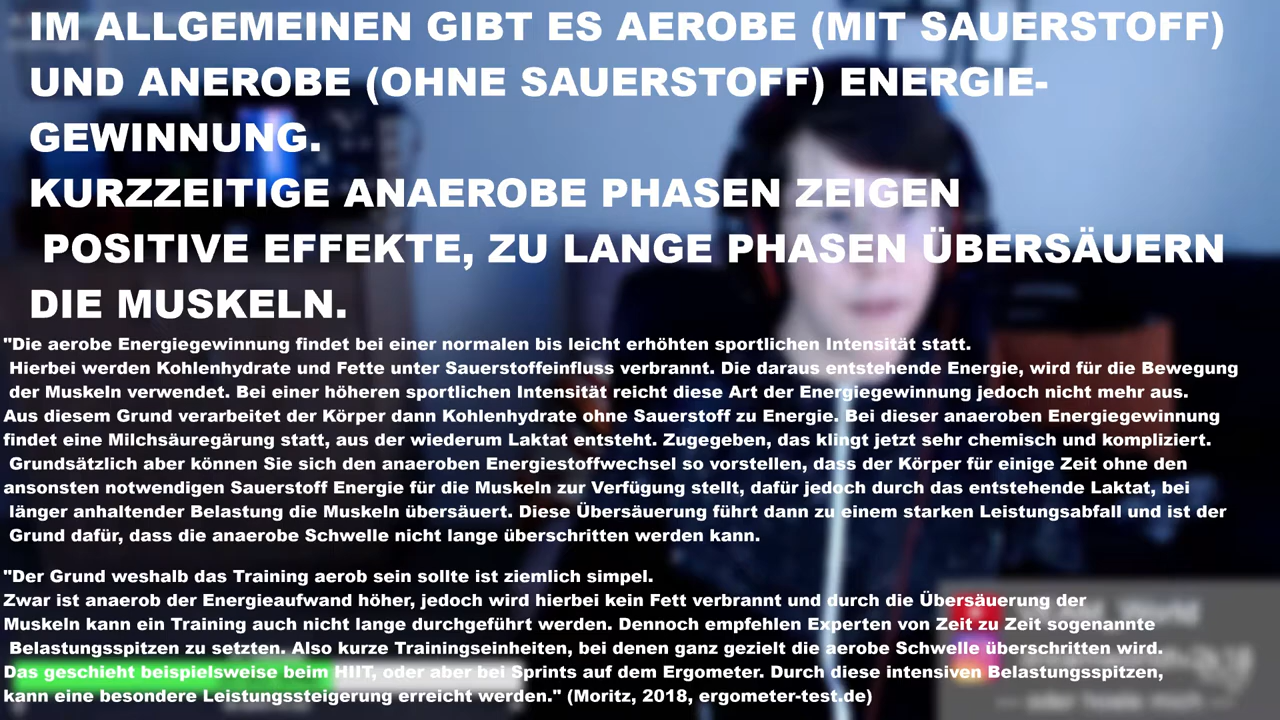 IM ALLGEMEINEN GIBT ES AEROBE (MIT SAUERSTOFF)
UND ANEROBE (OHNE SAUERSTOFF) ENERGIE-
GEWINNUNG.
KURZZEITIGE ANAEROBE PHASEN ZEIGEN
POSITIVE EFFEKTE, ZU LANGE PHASEN ÜBERSÄUERN
DIE MUSKELN.
"Die aerobe Energiegewinnung findet bei einer normalen bis leicht erhöhten sportlichen Intensität statt.
Hierbei werden Kohlenhydrate und Fette unter Sauerstoffeinfluss verbrannt. Die daraus entstehende Energie, wird für die Bewegung
der Muskeln verwendet. Bei einer höheren sportlichen Intensität reicht diese Art der Energiegewinnung jedoch nicht mehr aus.
Aus diesem Grund verarbeitet der Körper dann Kohlenhydrate ohne Sauerstoff zu Energie. Bei dieser anaeroben Energiegewinnung
findet eine Milchsäuregärung statt, aus der wiederum Laktat entsteht. Zugegeben, das klingt jetzt sehr chemisch und kompliziert.
Grundsätzlich aber können Sie sich den anaeroben Energiestoffwechsel so vorstellen, dass der Körper für einige Zeit ohne den
ansonsten notwendigen Sauerstoff Energie für die Muskeln zur Verfügung stellt, dafür jedoch durch das entstehende Laktat, bei
länger anhaltender Belastung die Muskeln übersäuert. Diese Übersäuerung führt dann zu einem starken Leistungsabfall und ist der
Grund dafür, dass die anaerobe Schwelle nicht lange überschritten werden kann.
"Der Grund weshalb das Training aerob sein sollte ist ziemlich simpel.
Zwar ist anaerob der Energieaufwand höher, jedoch wird hierbei kein Fett verbrannt und durch die Übersäuerung der
Muskeln kann ein Training auch nicht lange durchgeführt werden. Dennoch empfehlen Experten von Zeit zu Zeit sogenannte
Belastungsspitzen zu setzten. Also kurze Trainingseinheiten, bei denen ganz gezielt die aerobe Schwelle überschritten wird.
Das geschieht beispielsweise beim HIIT, oder aber bei Sprints auf dem Ergometer. Durch diese intensiven Belastungsspitzen,
kann eine besondere Leistungssteigerung erreicht werden." (Moritz, 2018, ergometer-test.de)